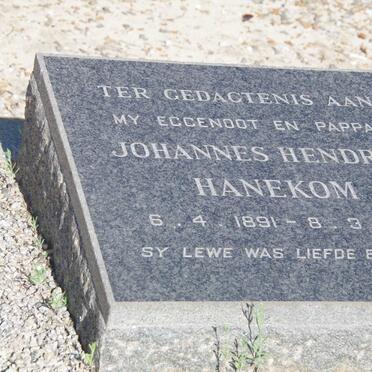 TER GEDAGTENIS AAN
MY EGGENOOT EN PAPPA
JOHANNES HENDR
HANEKOM
6.4.1891-8.3
SY LEWE WAS LIEFDE E